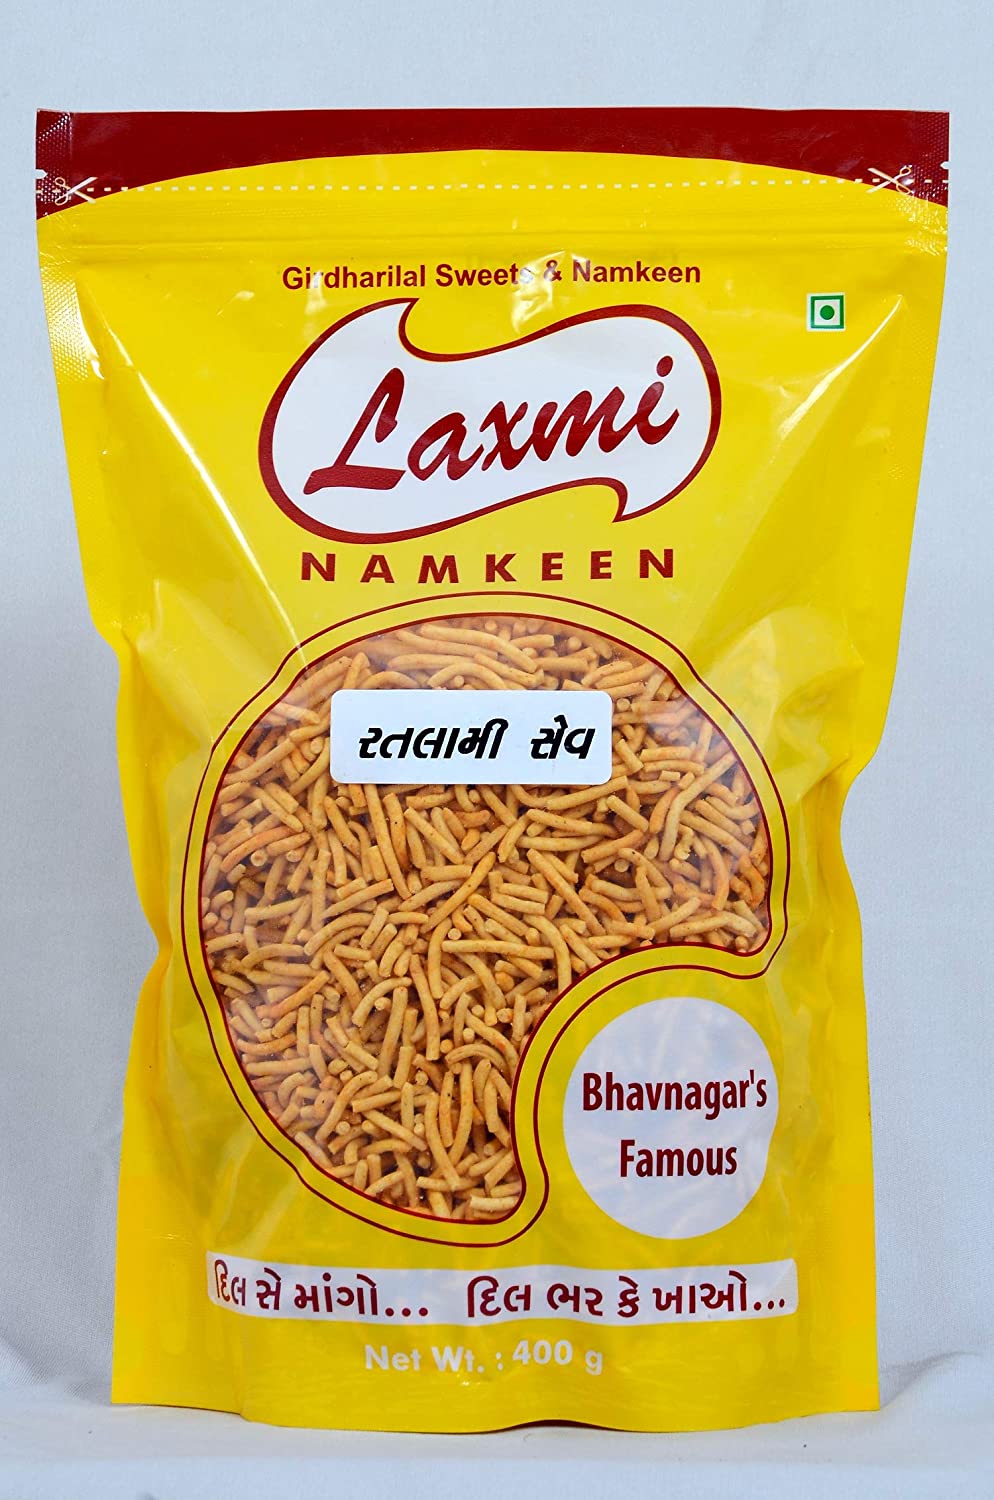 Girdharilal Sweets & Namkeen
Laxmi
NAMKEEN
રતલામી સેવ
Bhavnagar's
Famous
દિલ સે માંગો... દિલ ભર કે ખાઓ...
Net Wt. : 400 g